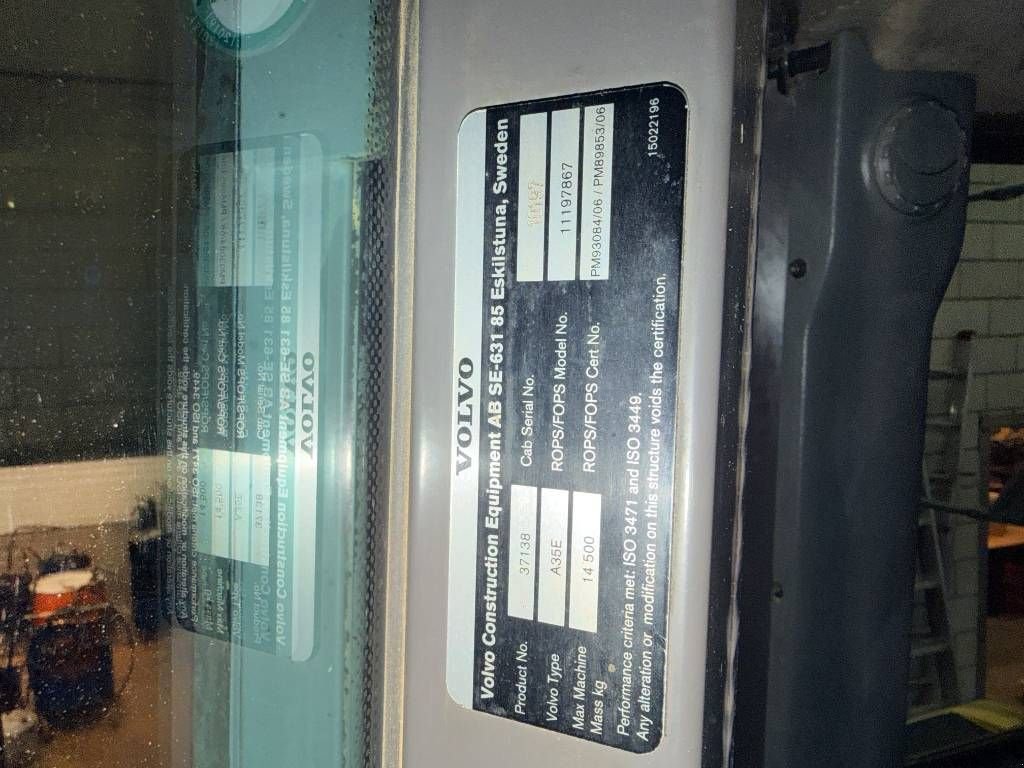 VOLVO
Volvo Construction Equipment AB SE-631 85 Eskilstuna, Sweden
Product No. 37138 Cab Serial No.
Volvo Type A35E ROPS/FOPS Model No. 11197867
Max Machine Mass kg 14 500 ROPS/FOPS Cert No. PM93084/06 / PM89853/06
Performance criteria met: ISO 3471 and ISO 3449.
Any alteration or modification on this structure voids the certification.
15022196